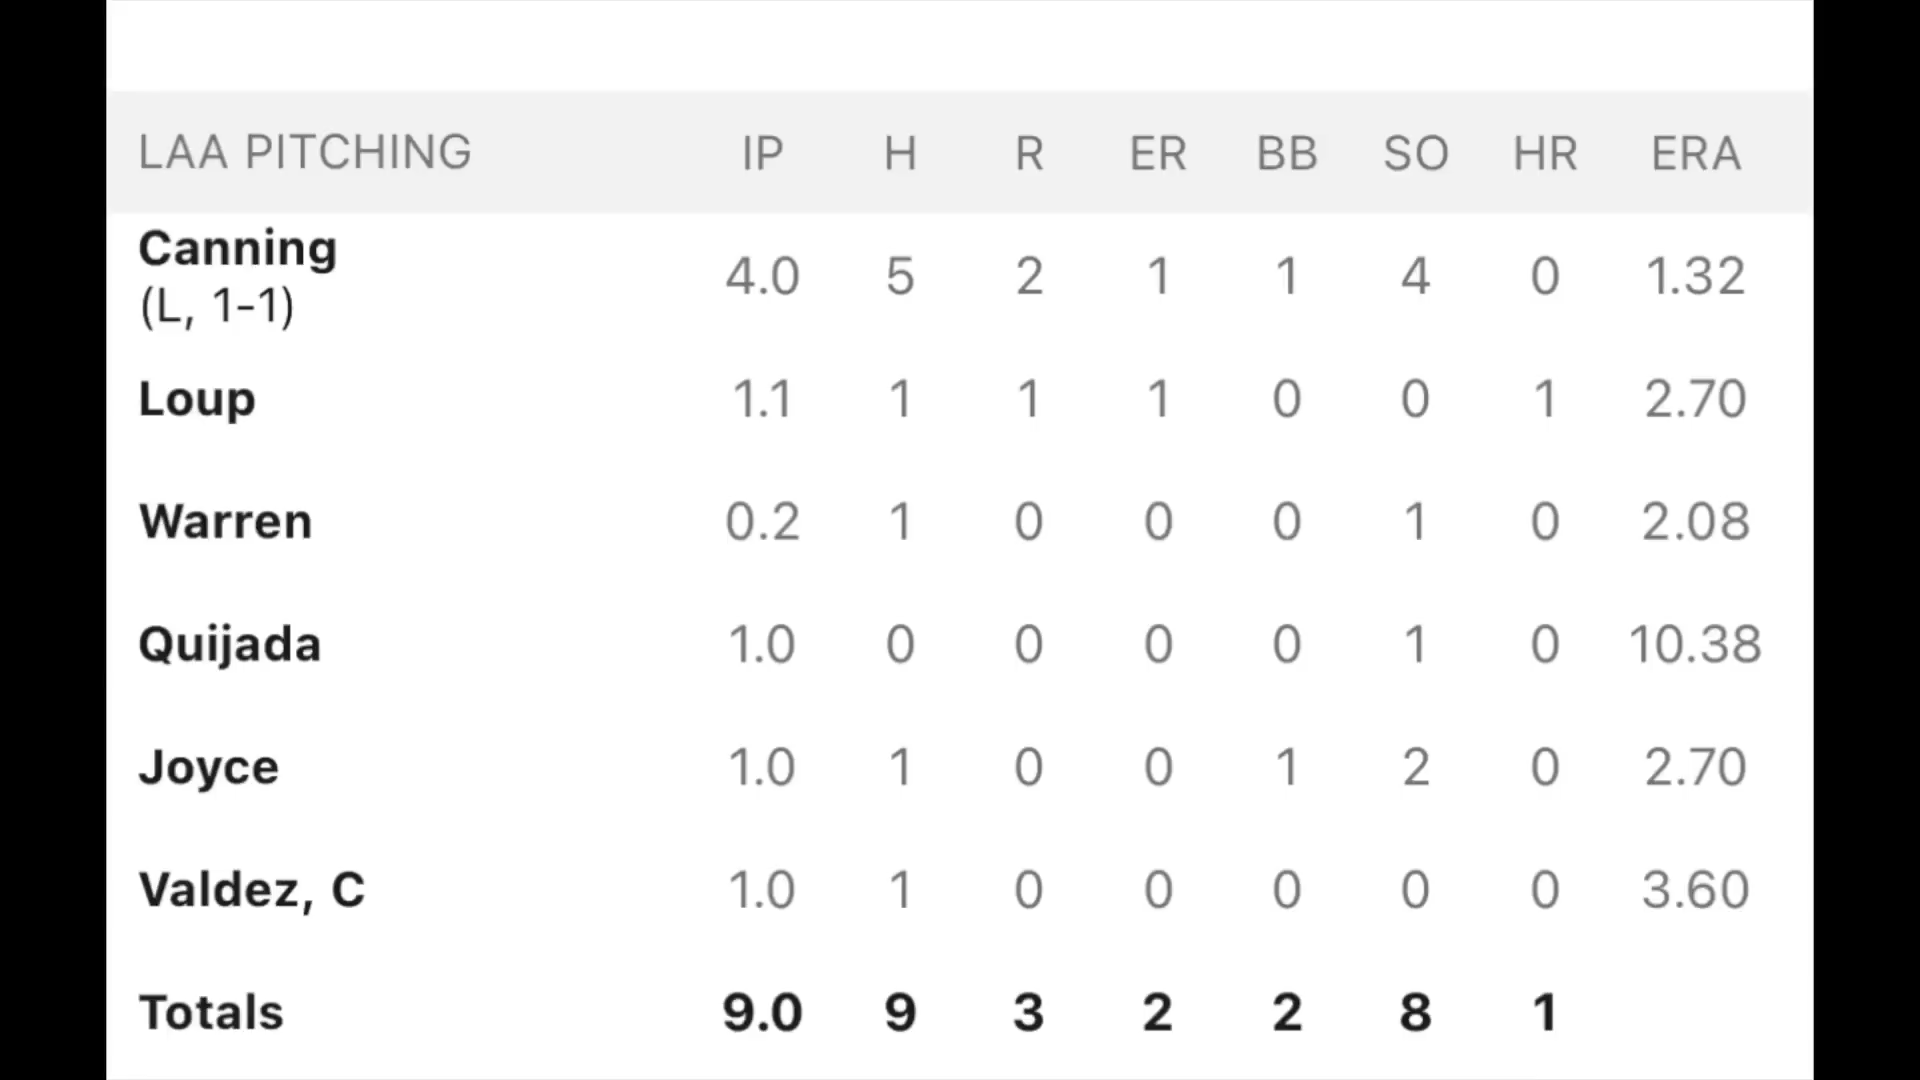 LAA PITCHING IP H R ER BB SO HR ERA
Canning 4.0 5 2 1 1 4 0 1.32
(L, 1-1)
Loup 1.1 1 1 1 0 0 1 2.70
Warren 0.2 1 0 0 0 1 0 2.08
Quijada 1.0 0 0 0 0 1 0 10.38
Joyce 1.0 1 0 0 1 2 0 2.70
Valdez, C 1.0 1 0 0 0 0 0 3.60
Totals 9.0 9 3 2 2 8 1